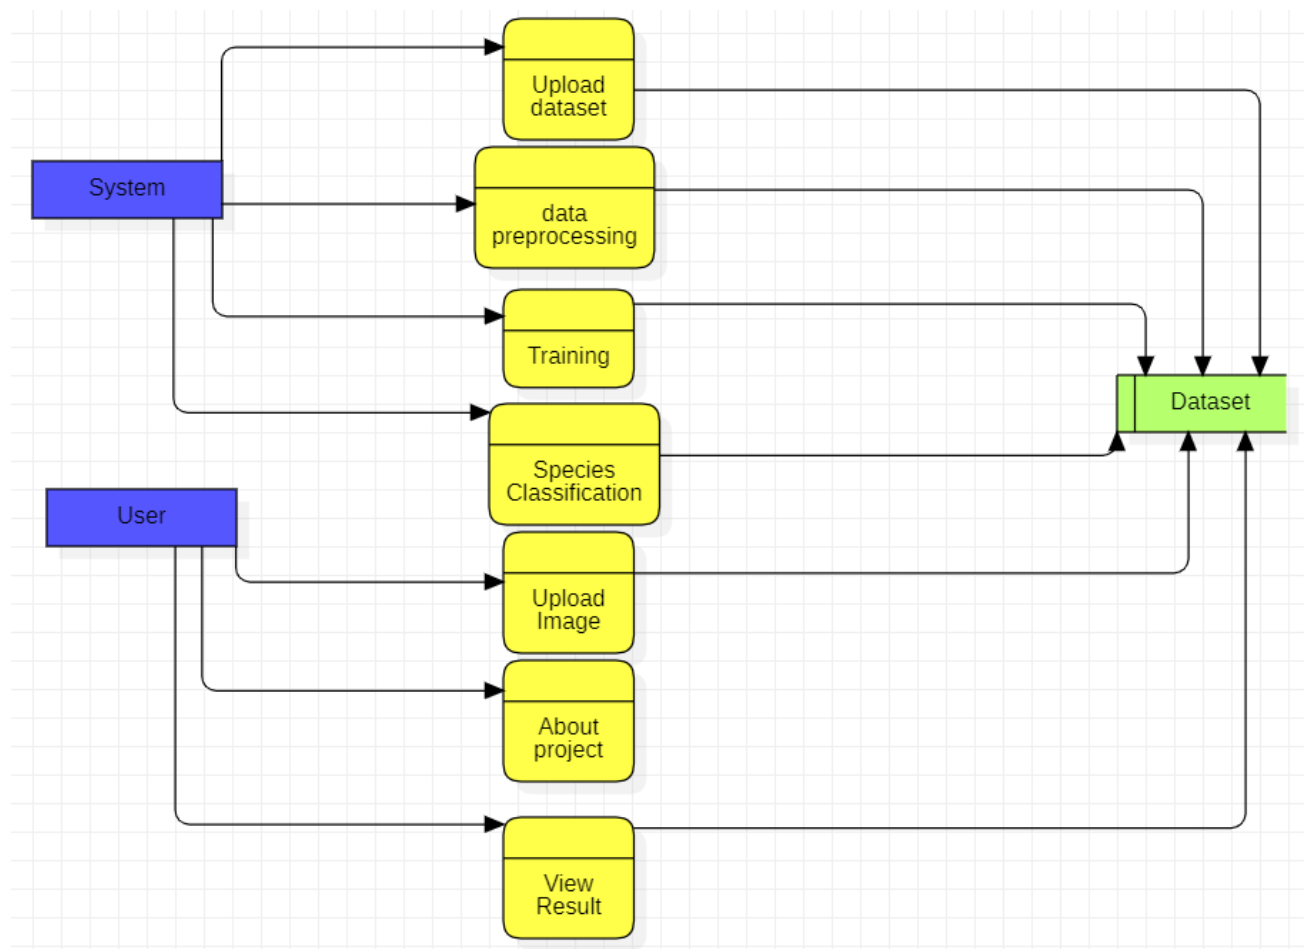 Upload
dataset
System
data
preprocessing
Training
Dataset
Species
Classification
User
Upload
Image
About
project
View
Result